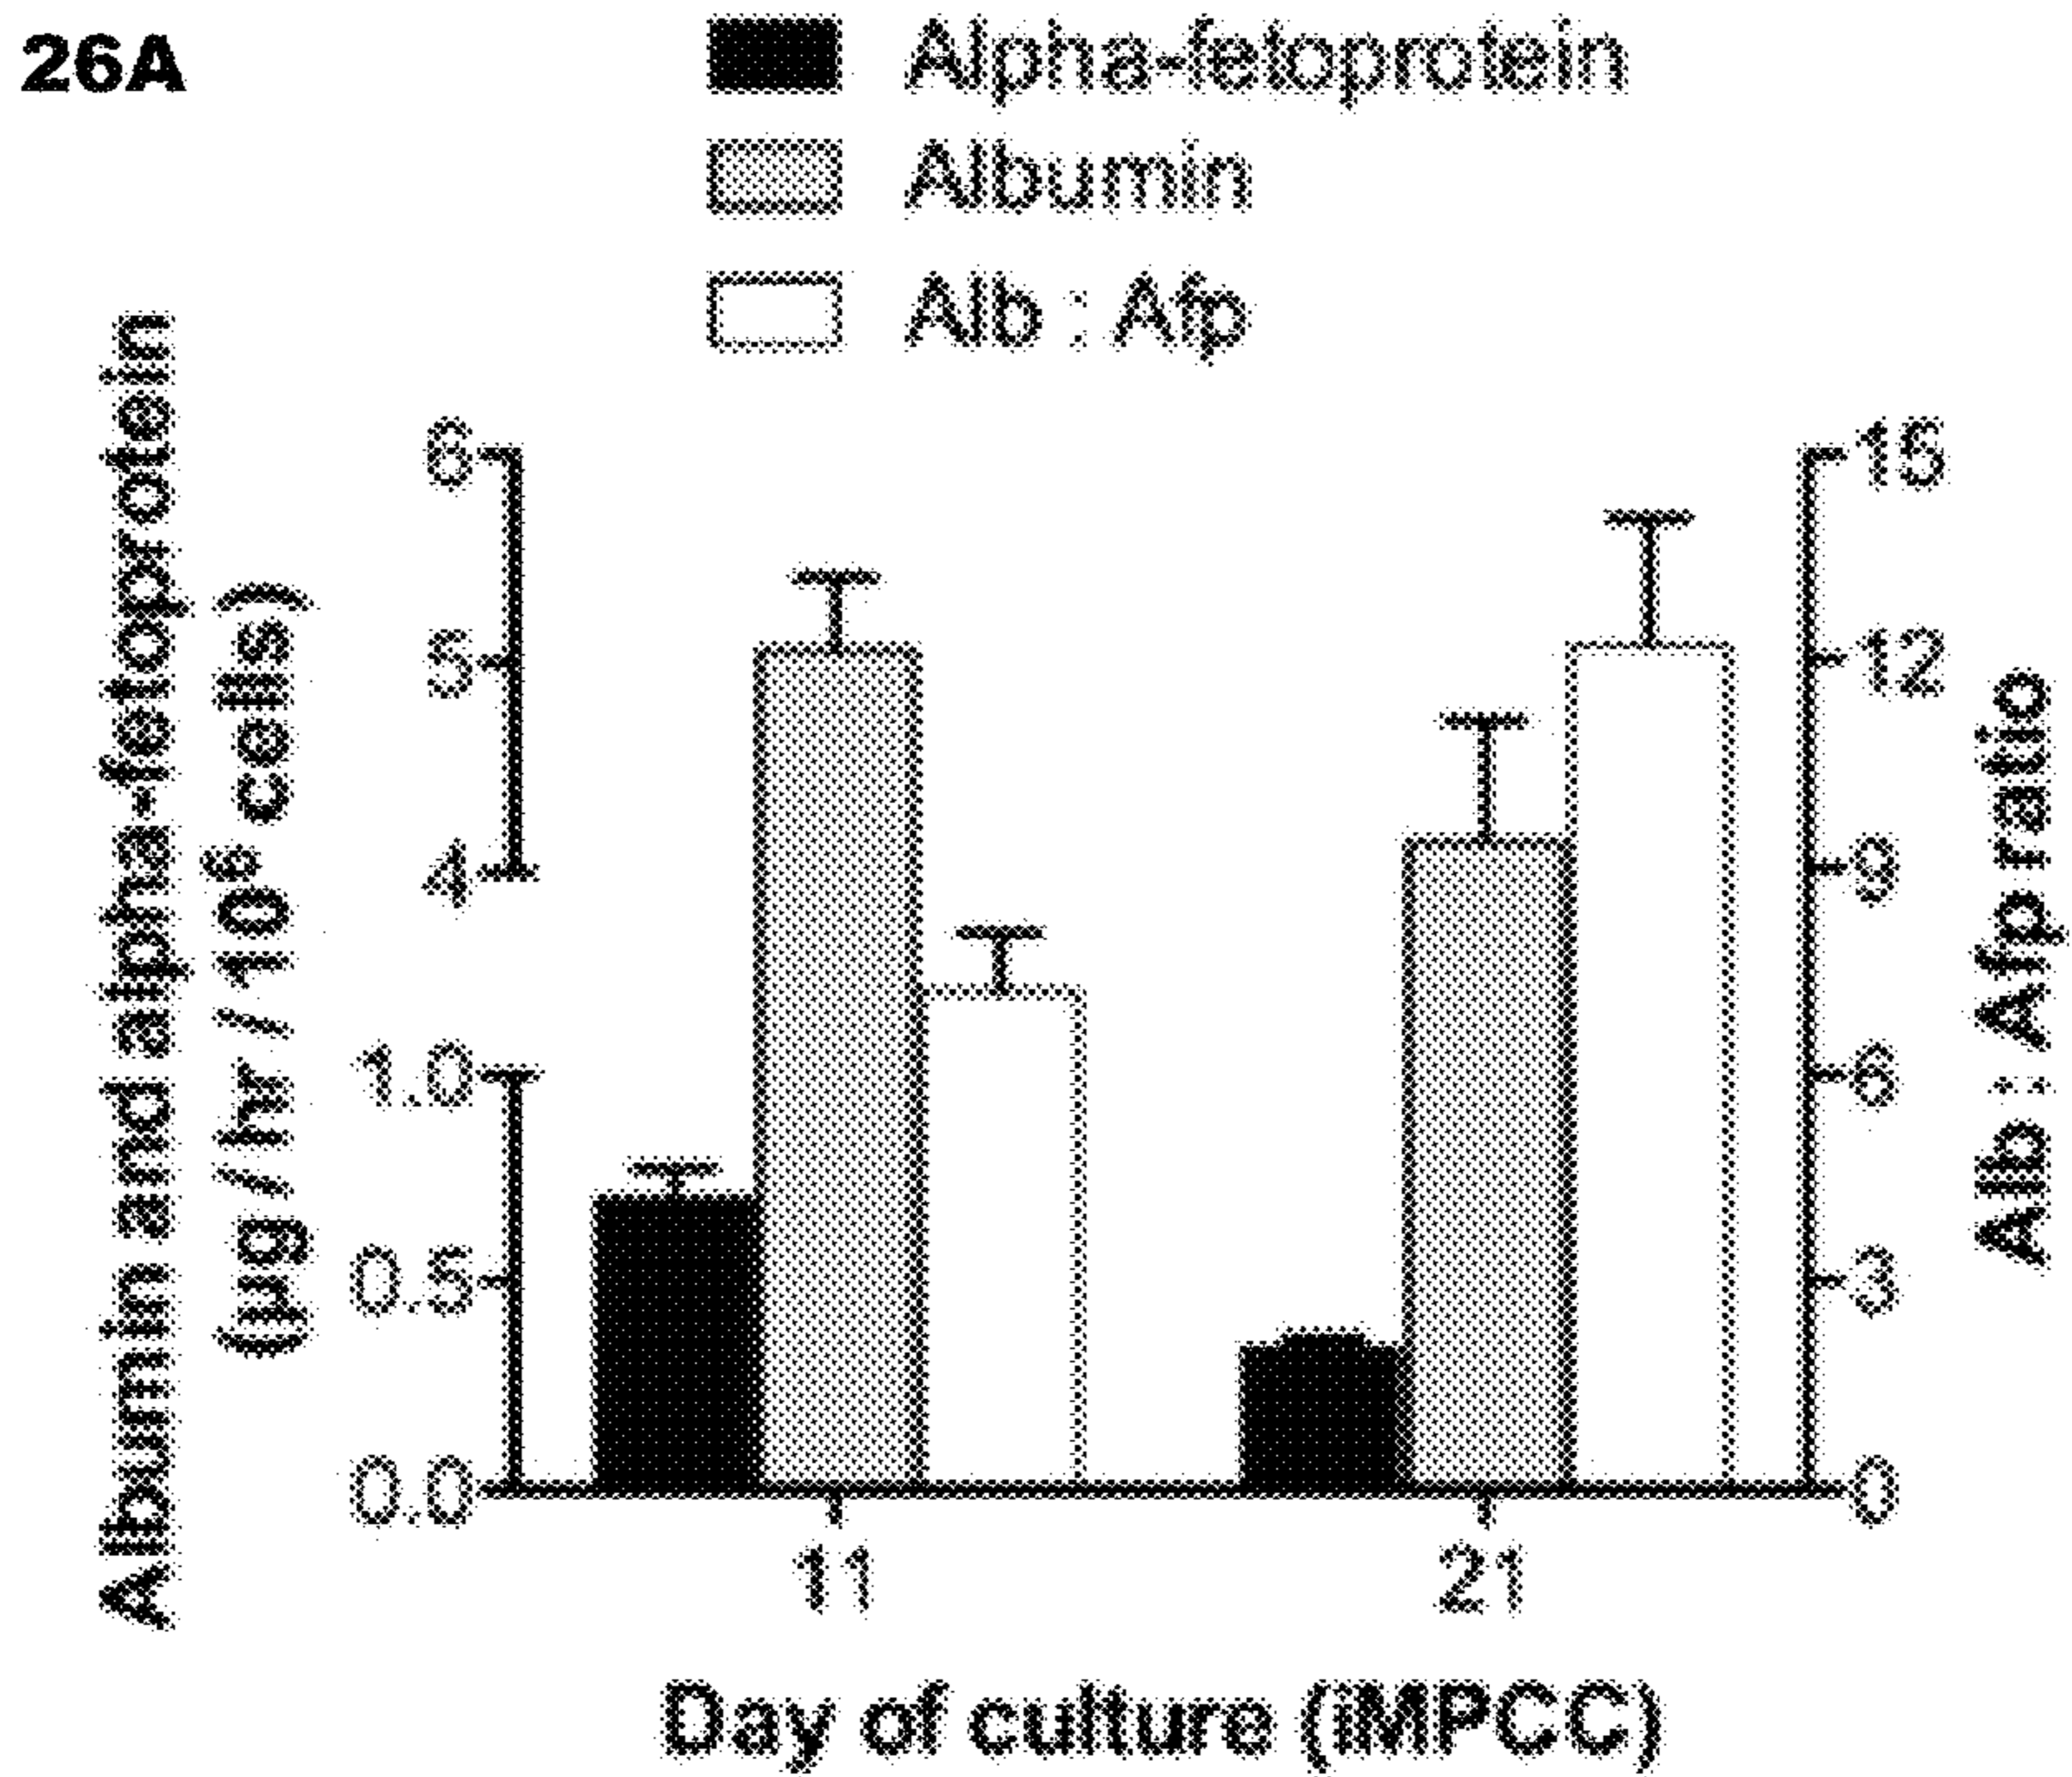 26A
Alpha-fetoprotein
Albumin
Alb : Afp
Albumin and alpha-fetoprotein
(µg / hr / 10⁶ cells)
6
5
4
1.0
0.5
0.0
15
12
9
6
3
0
Alb : Afp ratio
11
21
Day of culture (iMPCC)